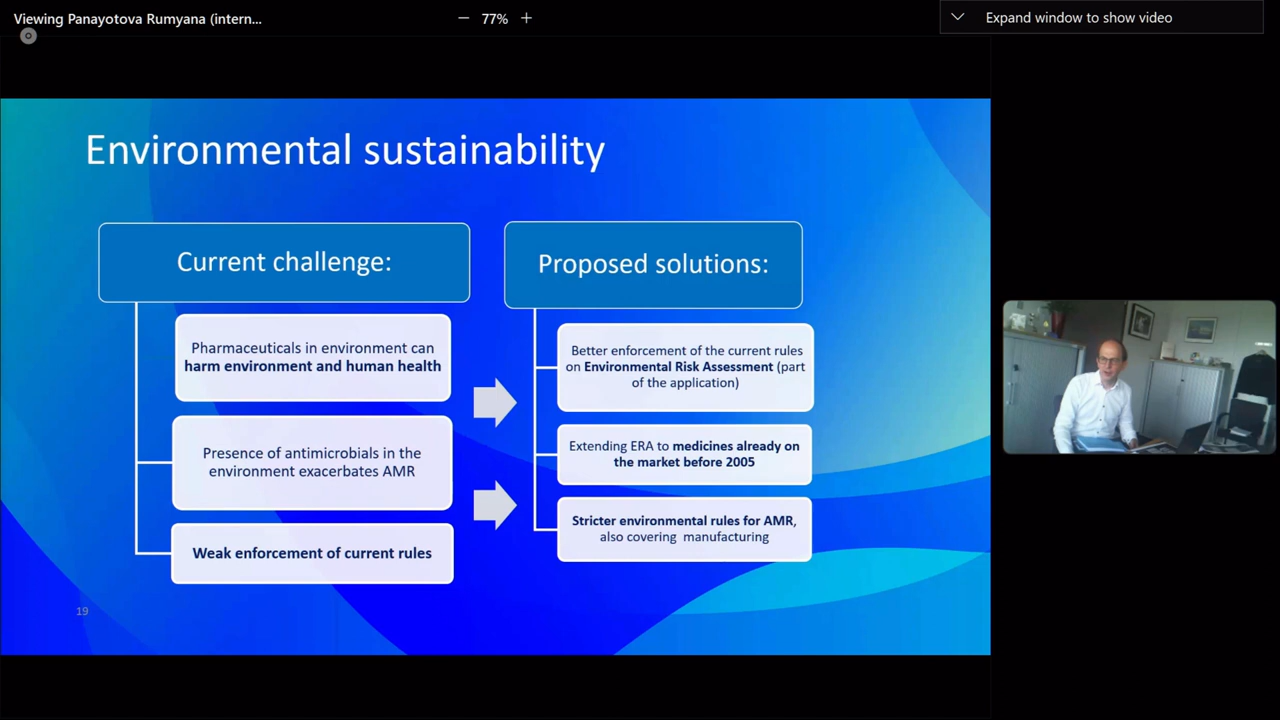 Viewing Panayotova Rumyana (intern...
77%
Expand window to show video
Environmental sustainability
Current challenge:
Pharmaceuticals in environment can
harm environment and human health
Presence of antimicrobials in the
environment exacerbates AMR
Weak enforcement of current rules
Proposed solutions:
Better enforcement of the current rules
on Environmental Risk Assessment (part
of the application)
Extending ERA to medicines already on
the market before 2005
Stricter environmental rules for AMR,
also covering manufacturing
19